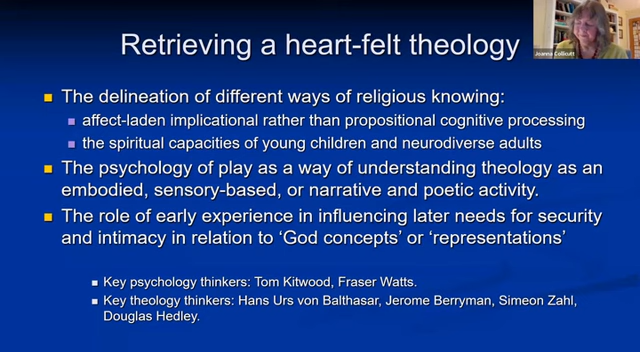 Retrieving a heart-felt theology
Joanna Collicutt
The delineation of different ways of religious knowing:
affect-laden implicational rather than propositional cognitive processing
the spiritual capacities of young children and neurodiverse adults
The psychology of play as a way of understanding theology as an
embodied, sensory-based, or narrative and poetic activity.
The role of early experience in influencing later needs for security
and intimacy in relation to ‘God concepts’ or ‘representations’
Key psychology thinkers: Tom Kitwood, Fraser Watts.
Key theology thinkers: Hans Urs von Balthasar, Jerome Berryman, Simeon Zahl,
Douglas Hedley.